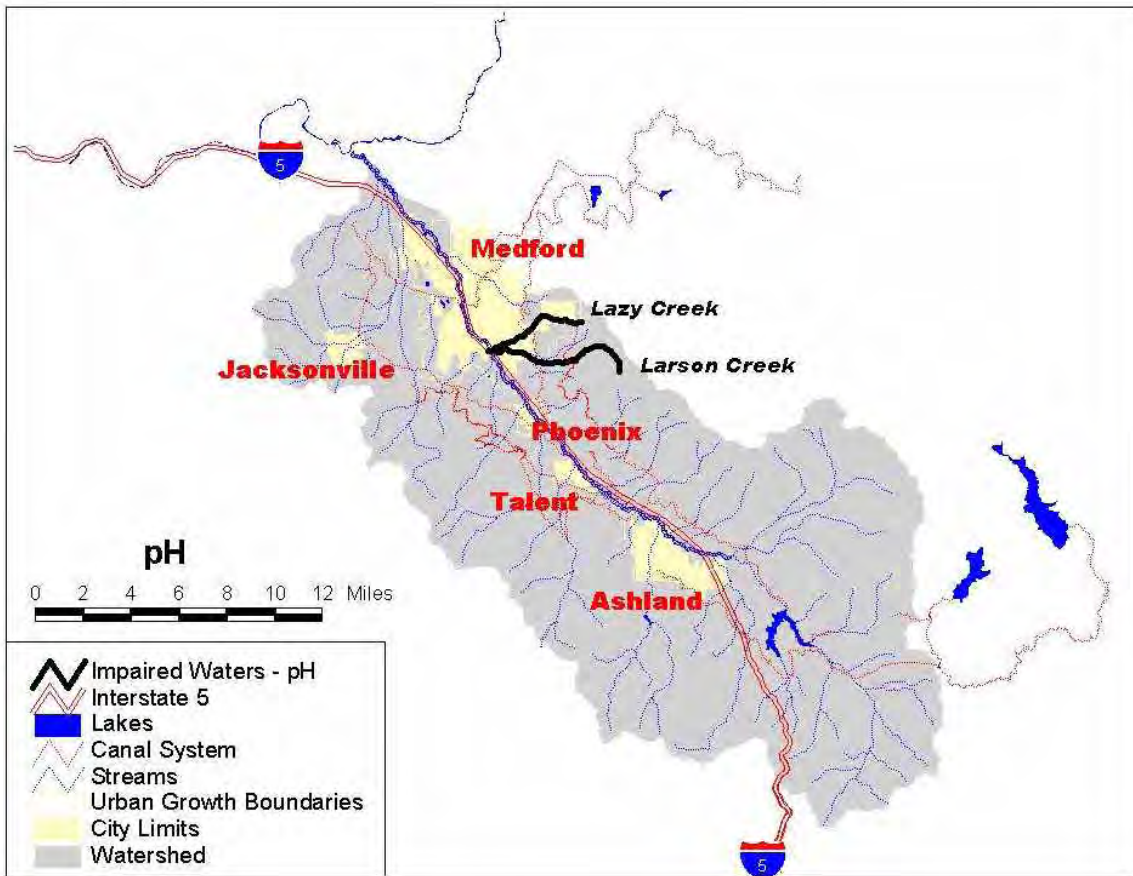 5
Medford
Lazy Creek
Larson Creek
Jacksonville
Phoenix
Talent
Ashland
pH
0 2 4 6 8 10 12 Miles
Impaired Waters - pH
Interstate 5
Lakes
Canal System
Streams
Urban Growth Boundaries
City Limits
Watershed
5